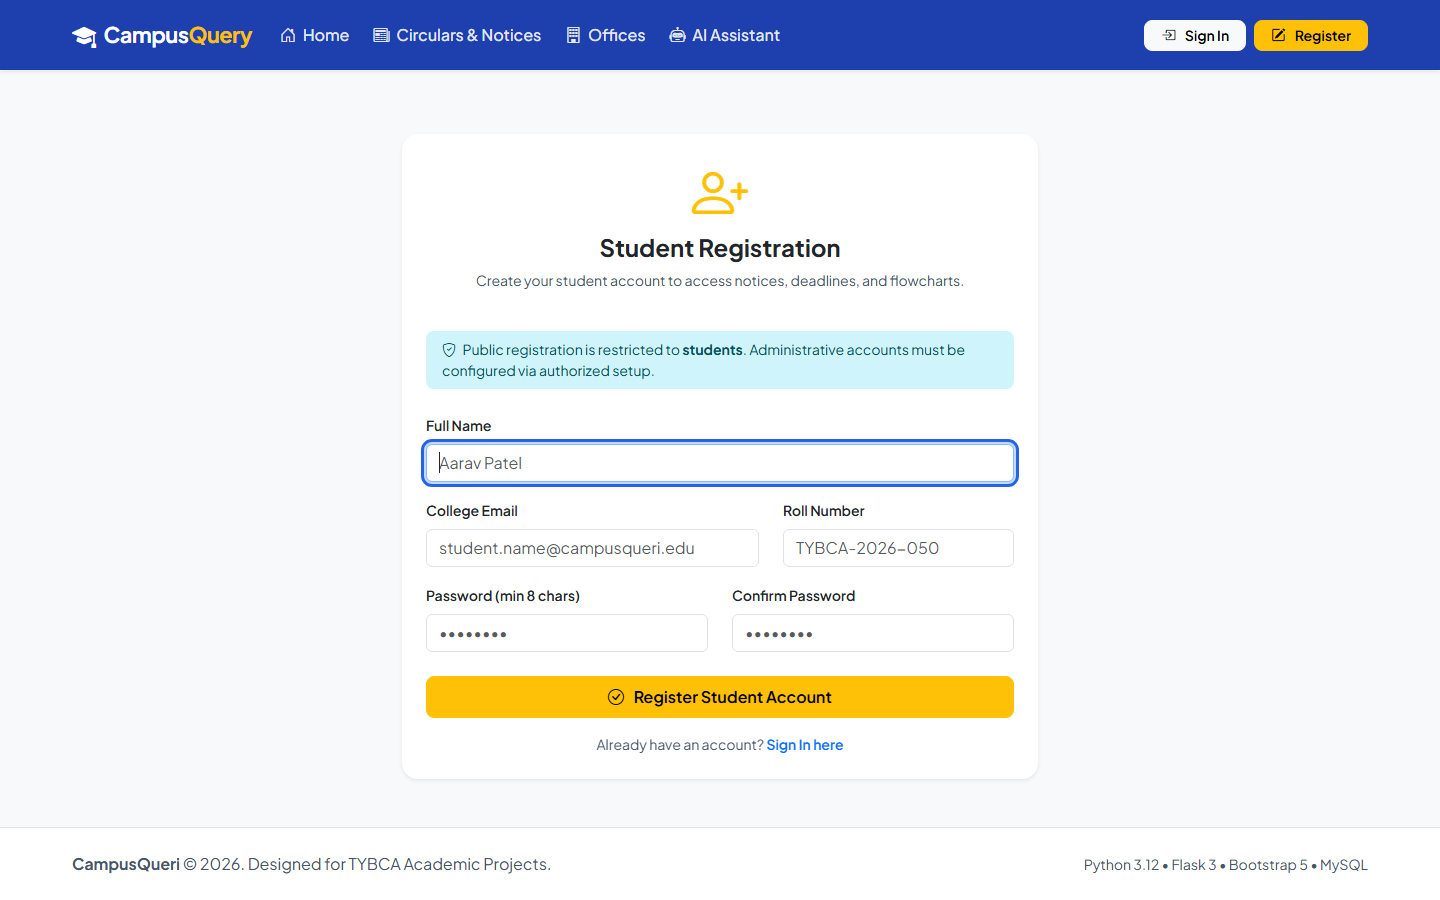 CampusQuery
Home
Circulars & Notices
Offices
AI Assistant
Sign In
Register
Student Registration
Create your student account to access notices, deadlines, and flowcharts.
Public registration is restricted to students. Administrative accounts must be
configured via authorized setup.
Full Name
Aarav Patel
College Email
Roll Number
student.name@campusqueri.edu
TYBCA-2026-050
Password (min 8 chars)
Confirm Password
••••••••
••••••••
Register Student Account
Already have an account? Sign In here
CampusQueri © 2026. Designed for TYBCA Academic Projects.
Python 3.12 • Flask 3 • Bootstrap 5 • MySQL